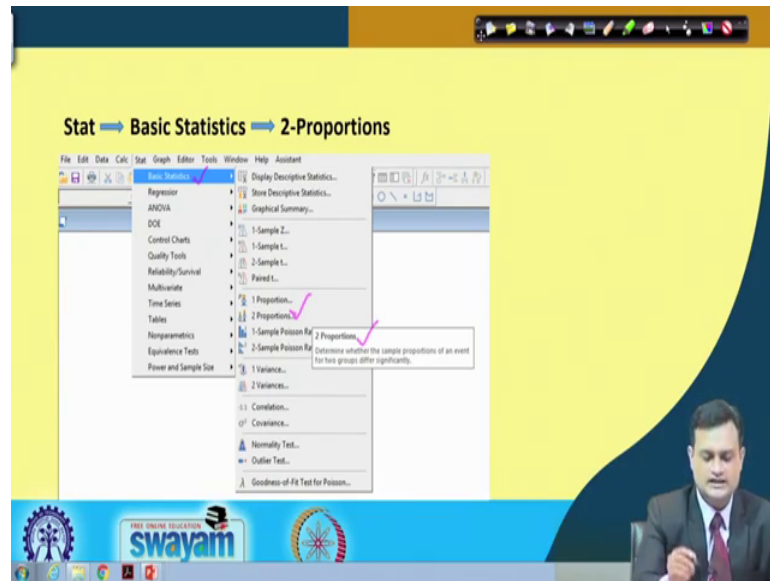 Stat ⇒ Basic Statistics ⇒ 2-Proportions
File Edit Data Calc Stat Graph Editor Tools Window Help Assistant
Basic Statistics
Regression
ANOVA
DOE
Control Charts
Quality Tools
Reliability/Survival
Multivariate
Time Series
Tables
Nonparametrics
Equivalence Tests
Power and Sample Size
Display Descriptive Statistics...
Store Descriptive Statistics...
Graphical Summary...
1-Sample Z...
1-Sample t...
2-Sample t...
Paired t...
1 Proportion...
2 Proportions...
1-Sample Poisson Ra
2-Sample Poisson Ra
1 Variance...
2 Variances...
Correlation...
Covariance...
Normality Test...
Outlier Test...
Goodness-of-Fit Test for Poisson...
2 Proportions
Determine whether the sample proportions of an event
for two groups differ significantly.
FREE ONLINE EDUCATION
swayam